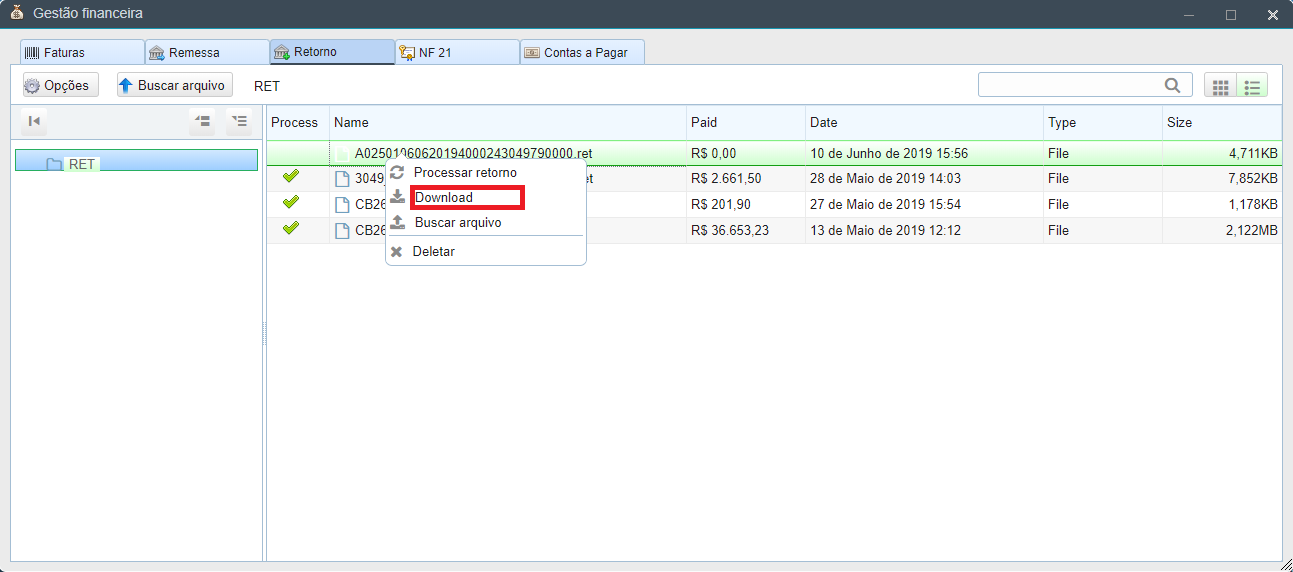 Gestão financeira
Faturas Remessa Retorno NF 21 Contas a Pagar
Opções Buscar arquivo RET
Process Name Paid Date Type Size
RET
A02501060620194000243049790000.ret R$ 0,00 10 de Junho de 2019 15:56 File 4,711KB
3049 R$ 2.661,50 28 de Maio de 2019 14:03 File 7,852KB
CB26 R$ 201,90 27 de Maio de 2019 15:54 File 1,178KB
CB26 R$ 36.653,23 13 de Maio de 2019 12:12 File 2,122MB
Processar retorno
Download
Buscar arquivo
Deletar